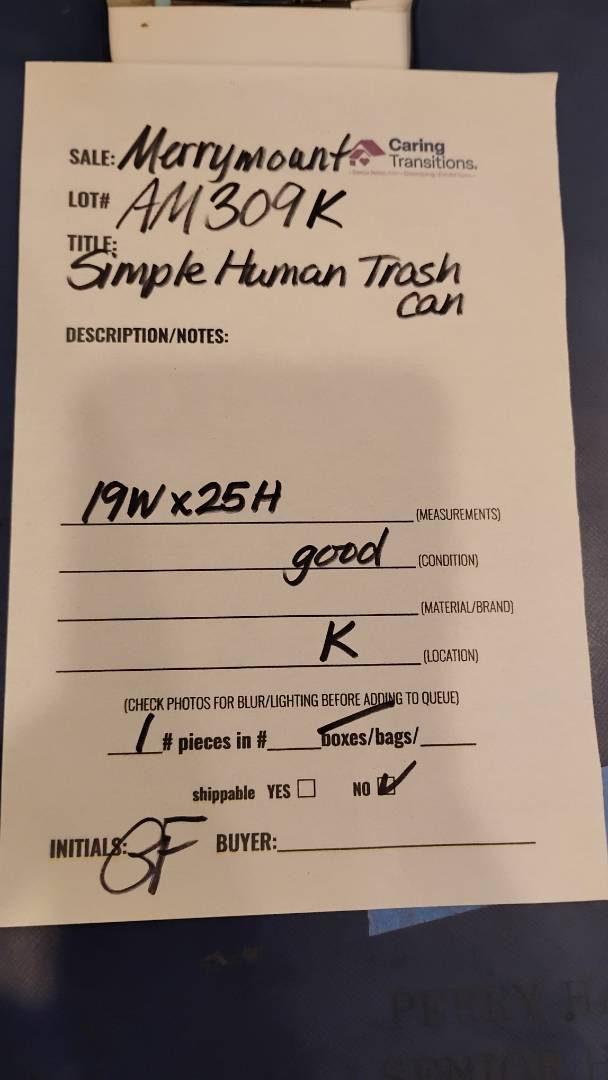 SALE: Merrymount Caring Transitions.
LOT# AM309K
TITLE:
Simple Human Trash
can
DESCRIPTION/NOTES:
19W x 25H (MEASUREMENTS)
good (CONDITION)
(MATERIAL/BRAND)
K (LOCATION)
(CHECK PHOTOS FOR BLUR/LIGHTING BEFORE ADDING TO QUEUE)
1 # pieces in # boxes/bags/
shippable YES NO
INITIALS: BUYER:
PERRY
SENIOR